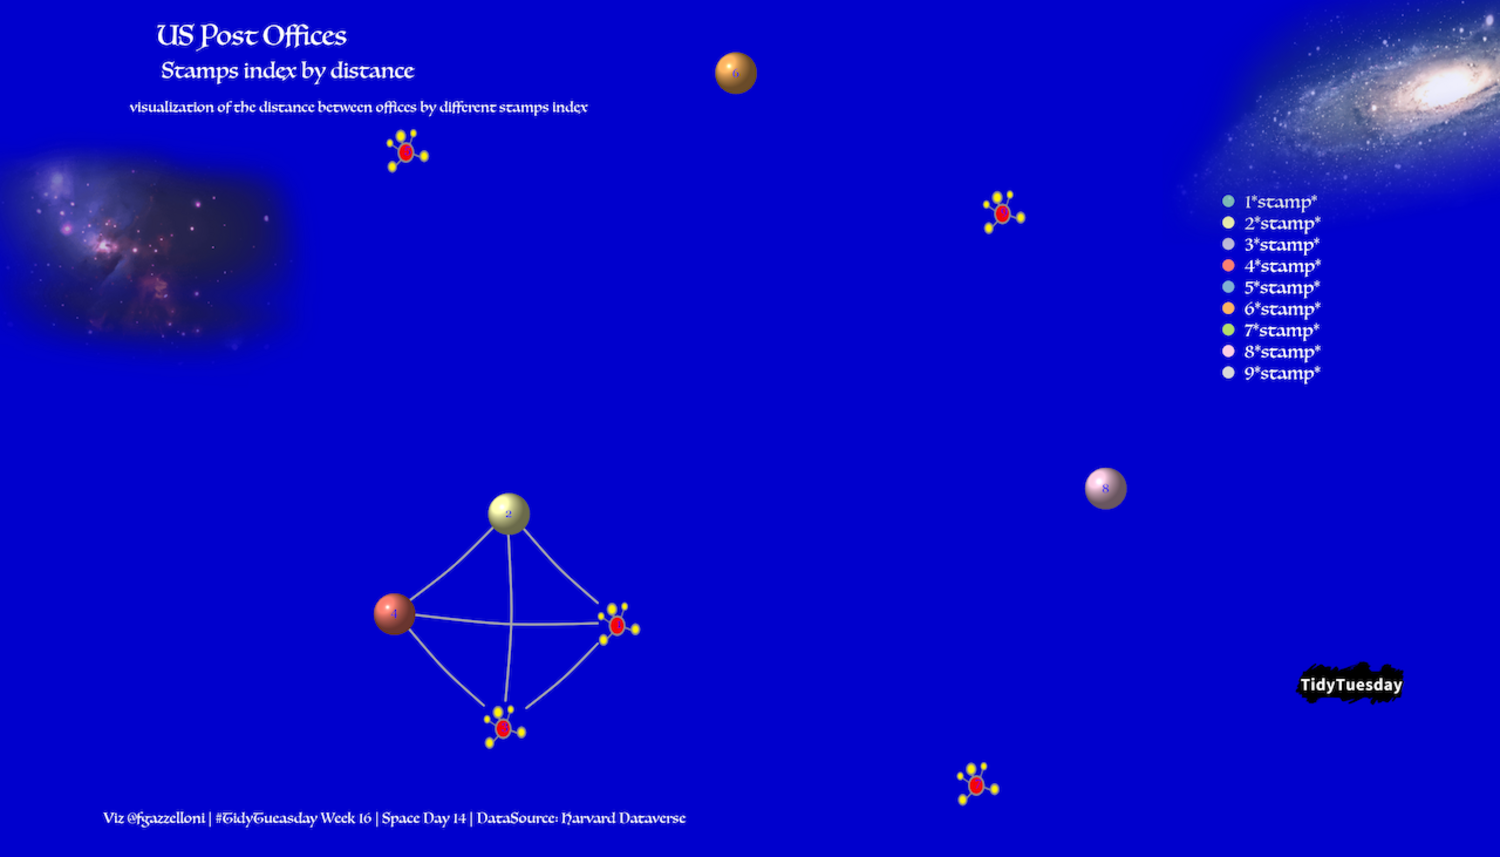 US Post Offices
Stamps index by distance
visualization of the distance between offices by different stamps index
6
1*stamp*
2*stamp*
3*stamp*
4*stamp*
5*stamp*
6*stamp*
7*stamp*
8*stamp*
9*stamp*
8
2
4
TidyTuesday
Viz @fgazzelloni | #TidyTueasday Week 16 | Space Day 14 | DataSource: Harvard Dataverse